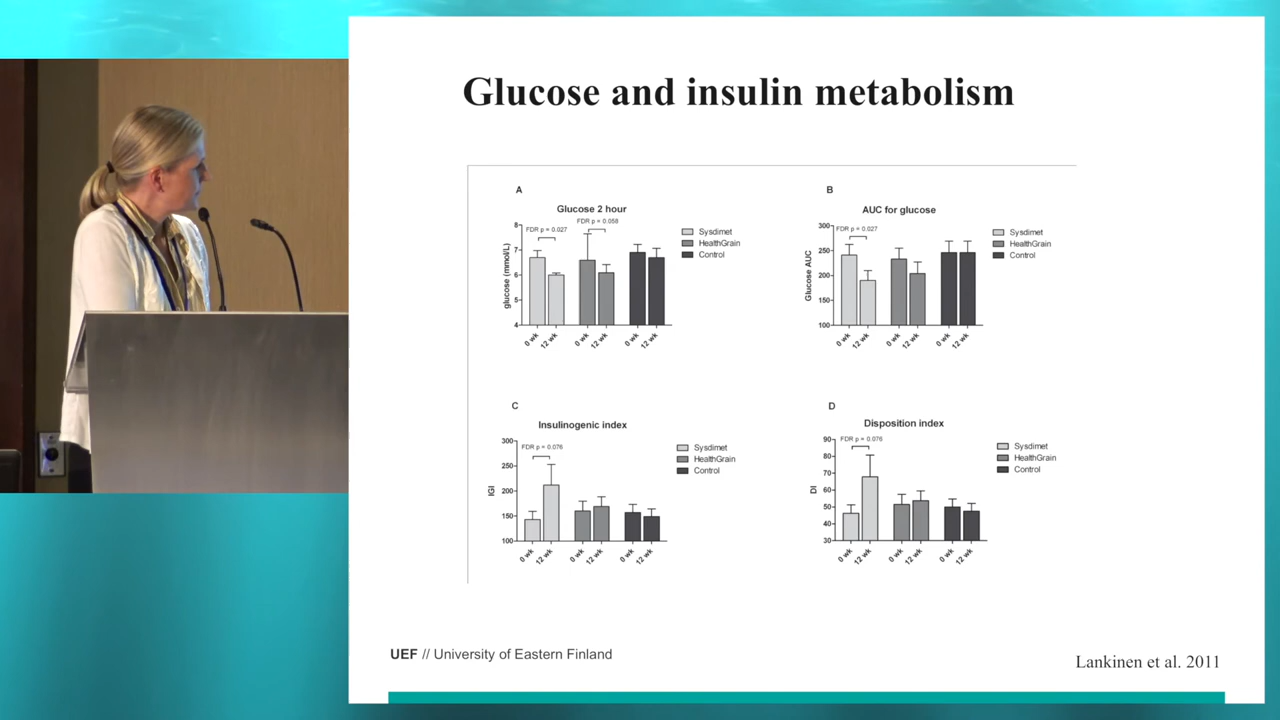 Glucose and insulin metabolism
A
Glucose 2 hour
FDR p = 0.027
FDR p = 0.058
glucose (mmol/L)
8
7
6
5
4
0 wk
12 wk
0 wk
12 wk
0 wk
12 wk
Sysdimet
HealthGrain
Control
B
AUC for glucose
FDR p = 0.027
Glucose AUC
300
250
200
150
100
0 wk
12 wk
0 wk
12 wk
0 wk
12 wk
Sysdimet
HealthGrain
Control
C
Insulinogenic index
FDR p = 0.076
IGI
300
250
200
150
100
0 wk
12 wk
0 wk
12 wk
0 wk
12 wk
Sysdimet
HealthGrain
Control
D
Disposition index
FDR p = 0.076
DI
90
80
70
60
50
40
30
0 wk
12 wk
0 wk
12 wk
0 wk
12 wk
Sysdimet
HealthGrain
Control
UEF // University of Eastern Finland
Lankinen et al. 2011